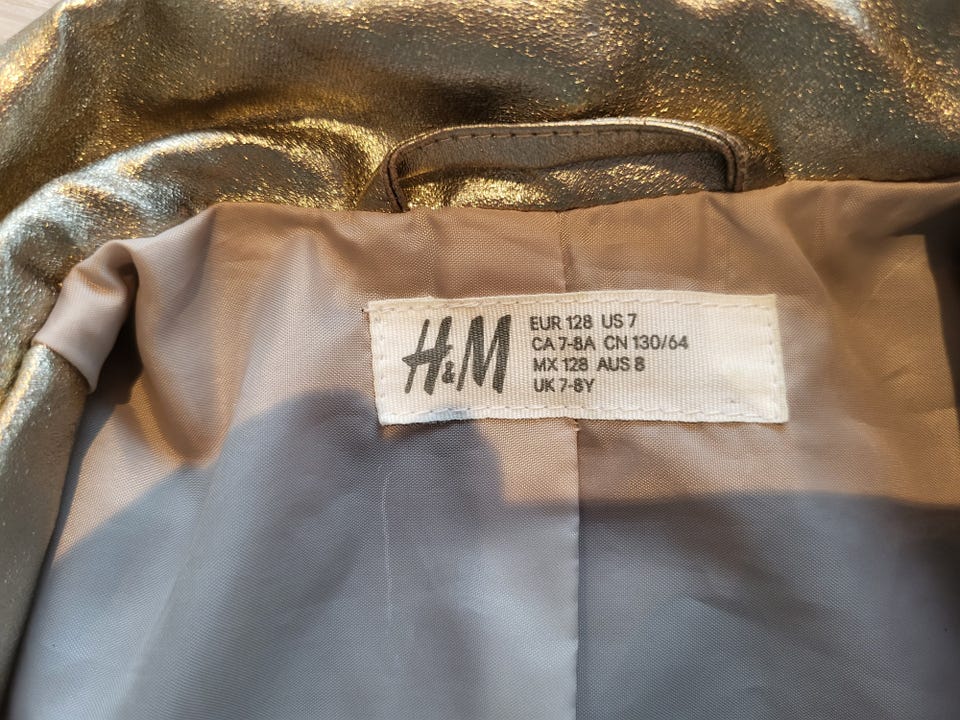 H&M
EUR 128 US 7
CA 7-8A CN 130/64
MX 128 AUS 8
UK 7-8Y